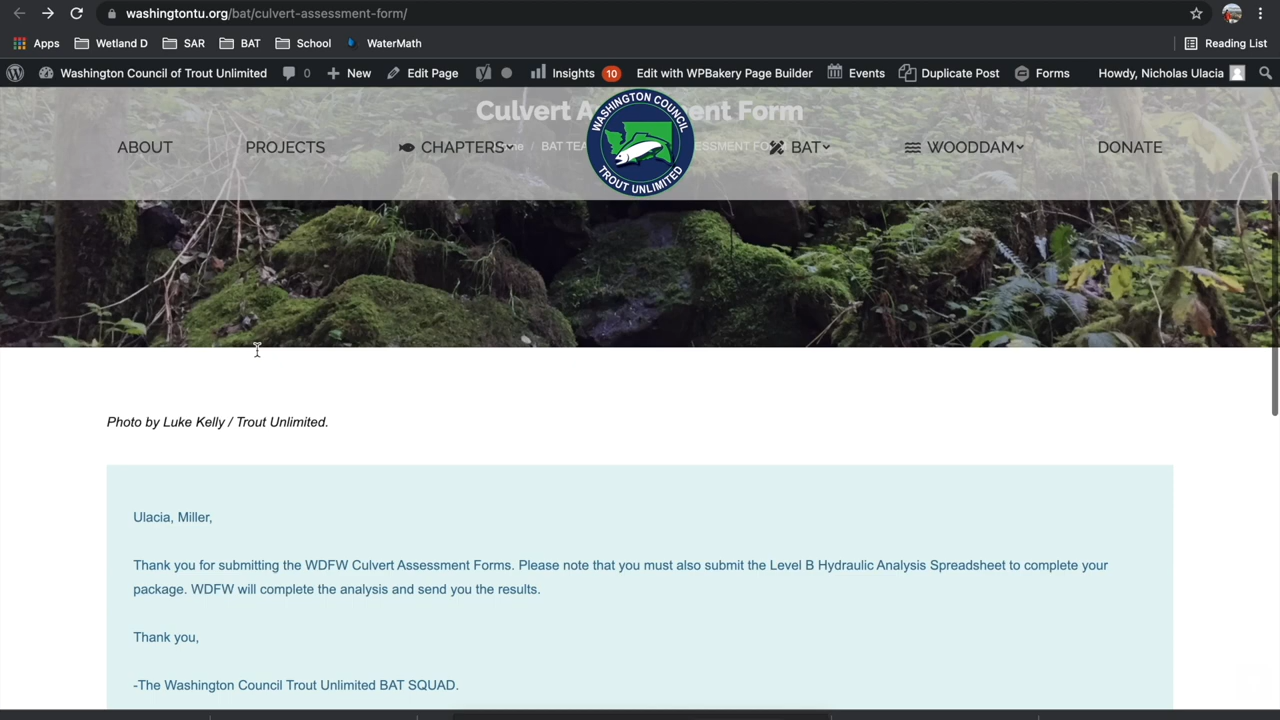 washingtontu.org/bat/culvert-assessment-form/
Apps Wetland D SAR BAT School WaterMath Reading List
Washington Council of Trout Unlimited 0 New Edit Page Insights 10 Edit with WPBakery Page Builder Events Duplicate Post Forms Howdy, Nicholas Ulacia
Culvert Form
WASHINGTON COUNCIL
TROUT UNLIMITED
ABOUT PROJECTS CHAPTERS BAT WOODDAM DONATE
Photo by Luke Kelly / Trout Unlimited.
Ulacia, Miller,
Thank you for submitting the WDFW Culvert Assessment Forms. Please note that you must also submit the Level B Hydraulic Analysis Spreadsheet to complete your
package. WDFW will complete the analysis and send you the results.
Thank you,
-The Washington Council Trout Unlimited BAT SQUAD.